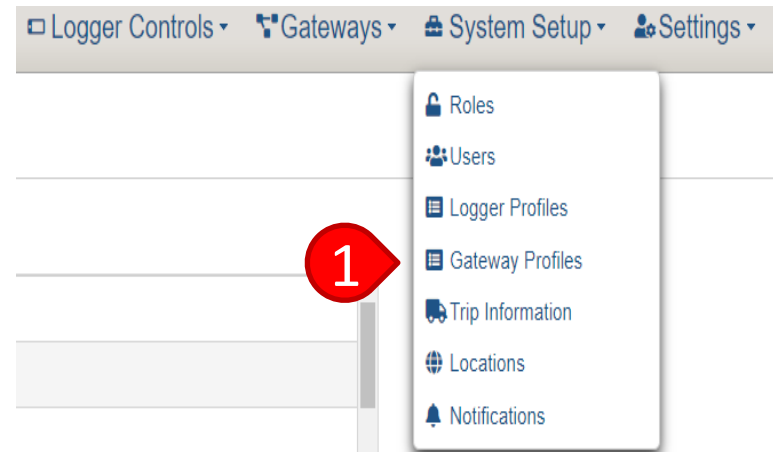 Logger Controls Gateways System Setup Settings
Roles
Users
Logger Profiles
1 Gateway Profiles
Trip Information
Locations
Notifications